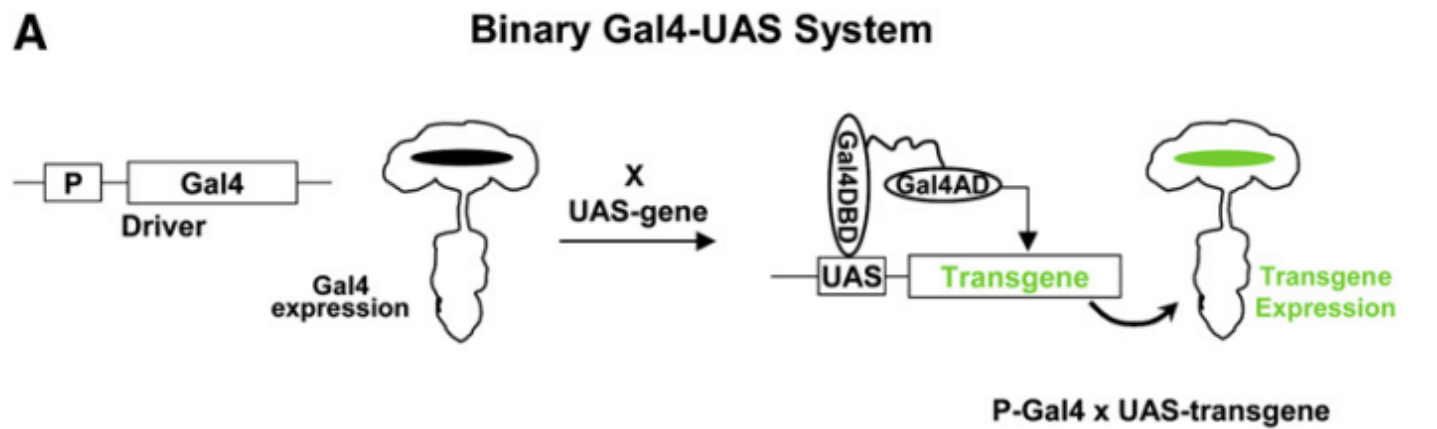 A
Binary Gal4-UAS System
P
Gal4
Driver
Gal4
expression
X
UAS-gene
Gal4DBD
Gal4AD
UAS
Transgene
Transgene
Expression
P-Gal4 x UAS-transgene